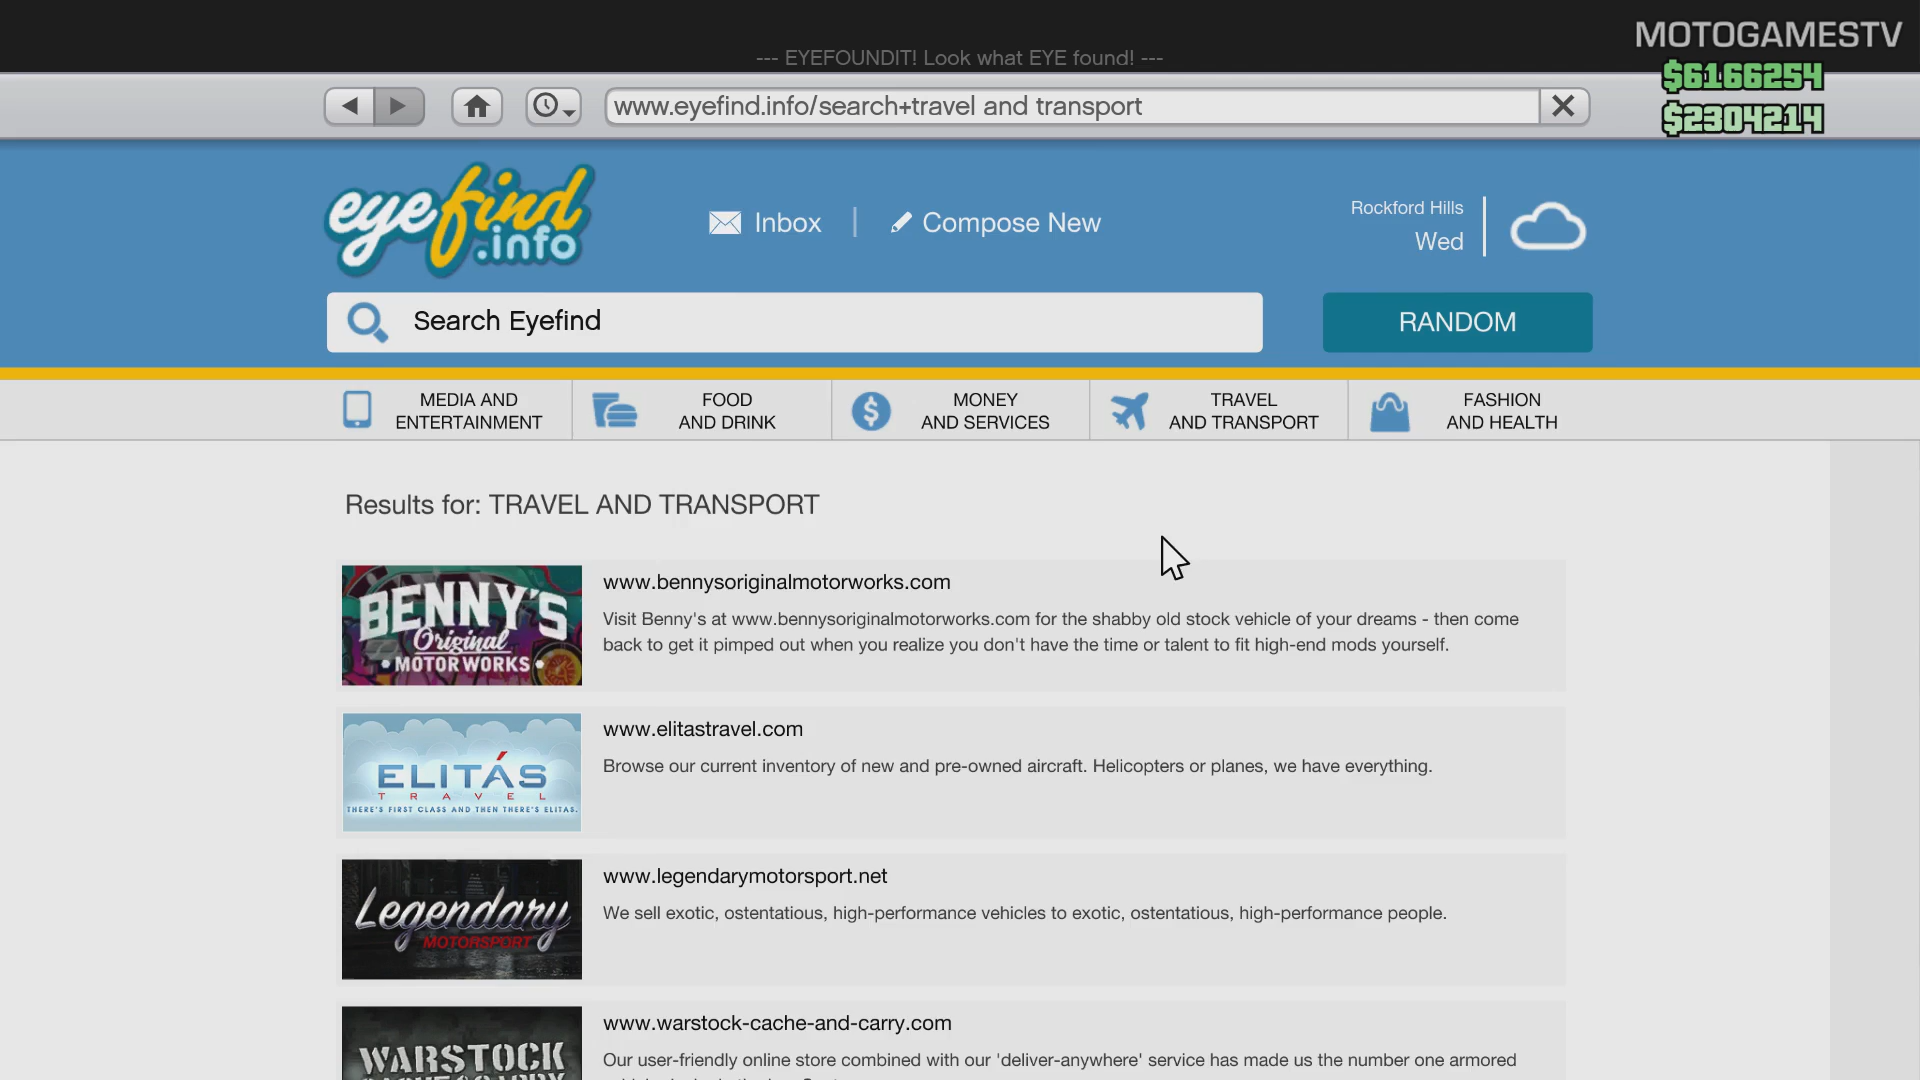 MOTOGAMESTV
--- EYEFOUNDIT! Look what EYE found! ---
$6166254
www.eyefind.info/search+travel and transport
$2304214
eyefind
.info
Inbox
Compose New
Rockford Hills
Wed
Search Eyefind
RANDOM
MEDIA AND
ENTERTAINMENT
FOOD
AND DRINK
MONEY
AND SERVICES
TRAVEL
AND TRANSPORT
FASHION
AND HEALTH
Results for: TRAVEL AND TRANSPORT
BENNY'S
Original
MOTOR WORKS
www.bennysoriginalmotorworks.com
Visit Benny's at www.bennysoriginalmotorworks.com for the shabby old stock vehicle of your dreams - then come
back to get it pimped out when you realize you don't have the time or talent to fit high-end mods yourself.
ELITÁS
TRAVEL
THERE'S FIRST CLASS AND THEN THERE'S ELITAS.
www.elitastravel.com
Browse our current inventory of new and pre-owned aircraft. Helicopters or planes, we have everything.
Legendary
MOTORSPORT
www.legendarymotorsport.net
We sell exotic, ostentatious, high-performance vehicles to exotic, ostentatious, high-performance people.
WARSTOCK
www.warstock-cache-and-carry.com
Our user-friendly online store combined with our 'deliver-anywhere' service has made us the number one armored